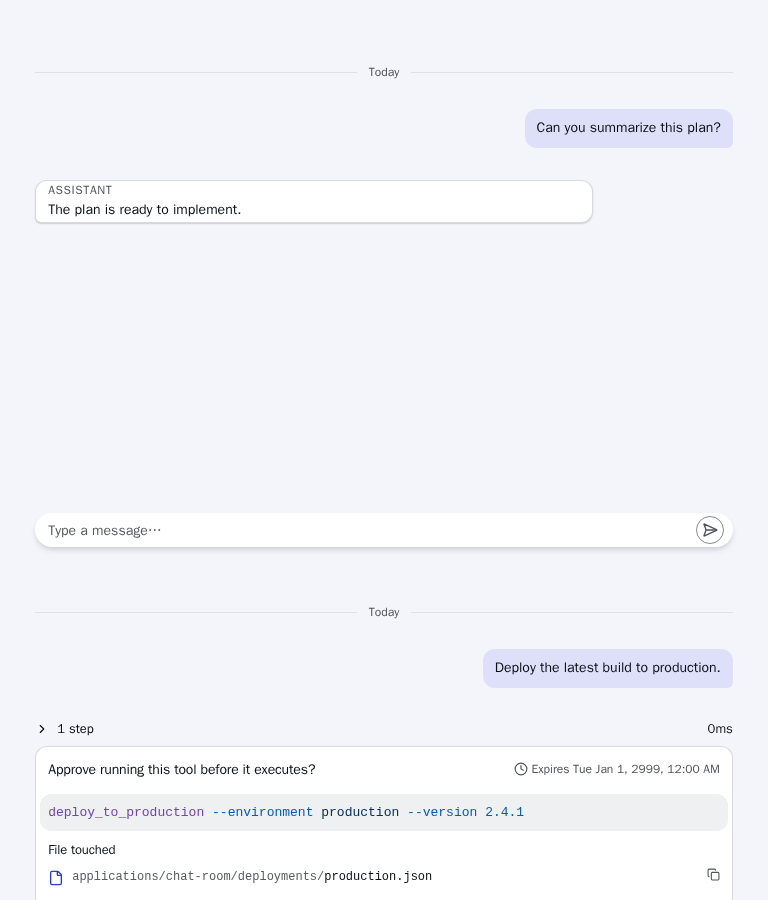 Today
Can you summarize this plan?
ASSISTANT
The plan is ready to implement.
Type a message⋯
Today
Deploy the latest build to production.
1 step 0ms
Approve running this tool before it executes? Expires Tue Jan 1, 2999, 12:00 AM
deploy_to_production --environment production --version 2.4.1
File touched
applications/chat-room/deployments/production.json